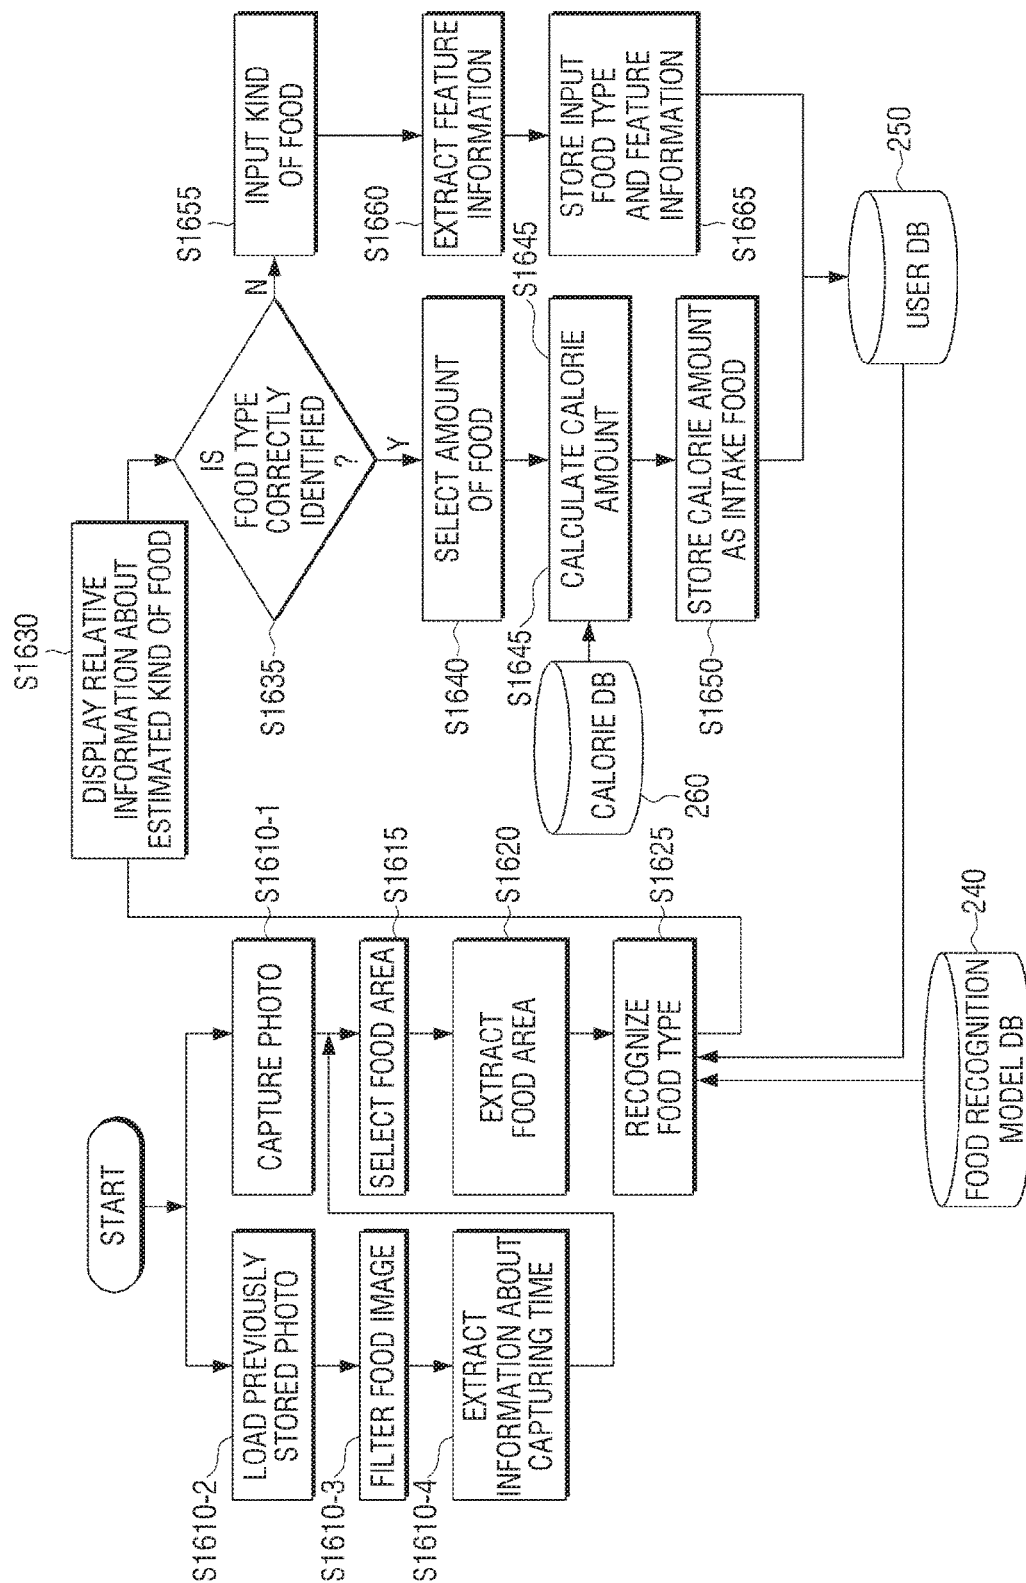 START
S1610-2
LOAD PREVIOUSLY
STORED PHOTO
S1610-3
FILTER FOOD IMAGE
S1610-4
EXTRACT
INFORMATION ABOUT
CAPTURING TIME
CAPTURE PHOTO
S1610-1
SELECT FOOD AREA
S1615
EXTRACT
FOOD AREA
S1620
RECOGNIZE
FOOD TYPE
S1625
FOOD RECOGNITION
MODEL DB
240
S1630
DISPLAY RELATIVE
INFORMATION ABOUT
ESTIMATED KIND OF FOOD
S1635
IS
FOOD TYPE
CORRECTLY
IDENTIFIED
?
N
Y
S1640
SELECT AMOUNT
OF FOOD
S1645
CALCULATE CALORIE
AMOUNT
S1645
CALORIE DB
260
S1650
STORE CALORIE AMOUNT
AS INTAKE FOOD
S1655
INPUT KIND
OF FOOD
S1660
EXTRACT FEATURE
INFORMATION
STORE INPUT
FOOD TYPE
AND FEATURE
INFORMATION
S1665
USER DB
250